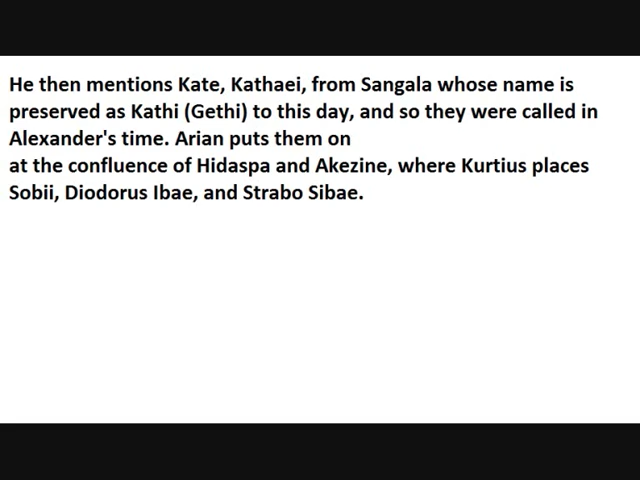 He then mentions Kate, Kathaei, from Sangala whose name is
preserved as Kathi (Gethi) to this day, and so they were called in
Alexander's time. Arian puts them on
at the confluence of Hidaspa and Akezine, where Kurtius places
Sobii, Diodorus Ibae, and Strabo Sibae.